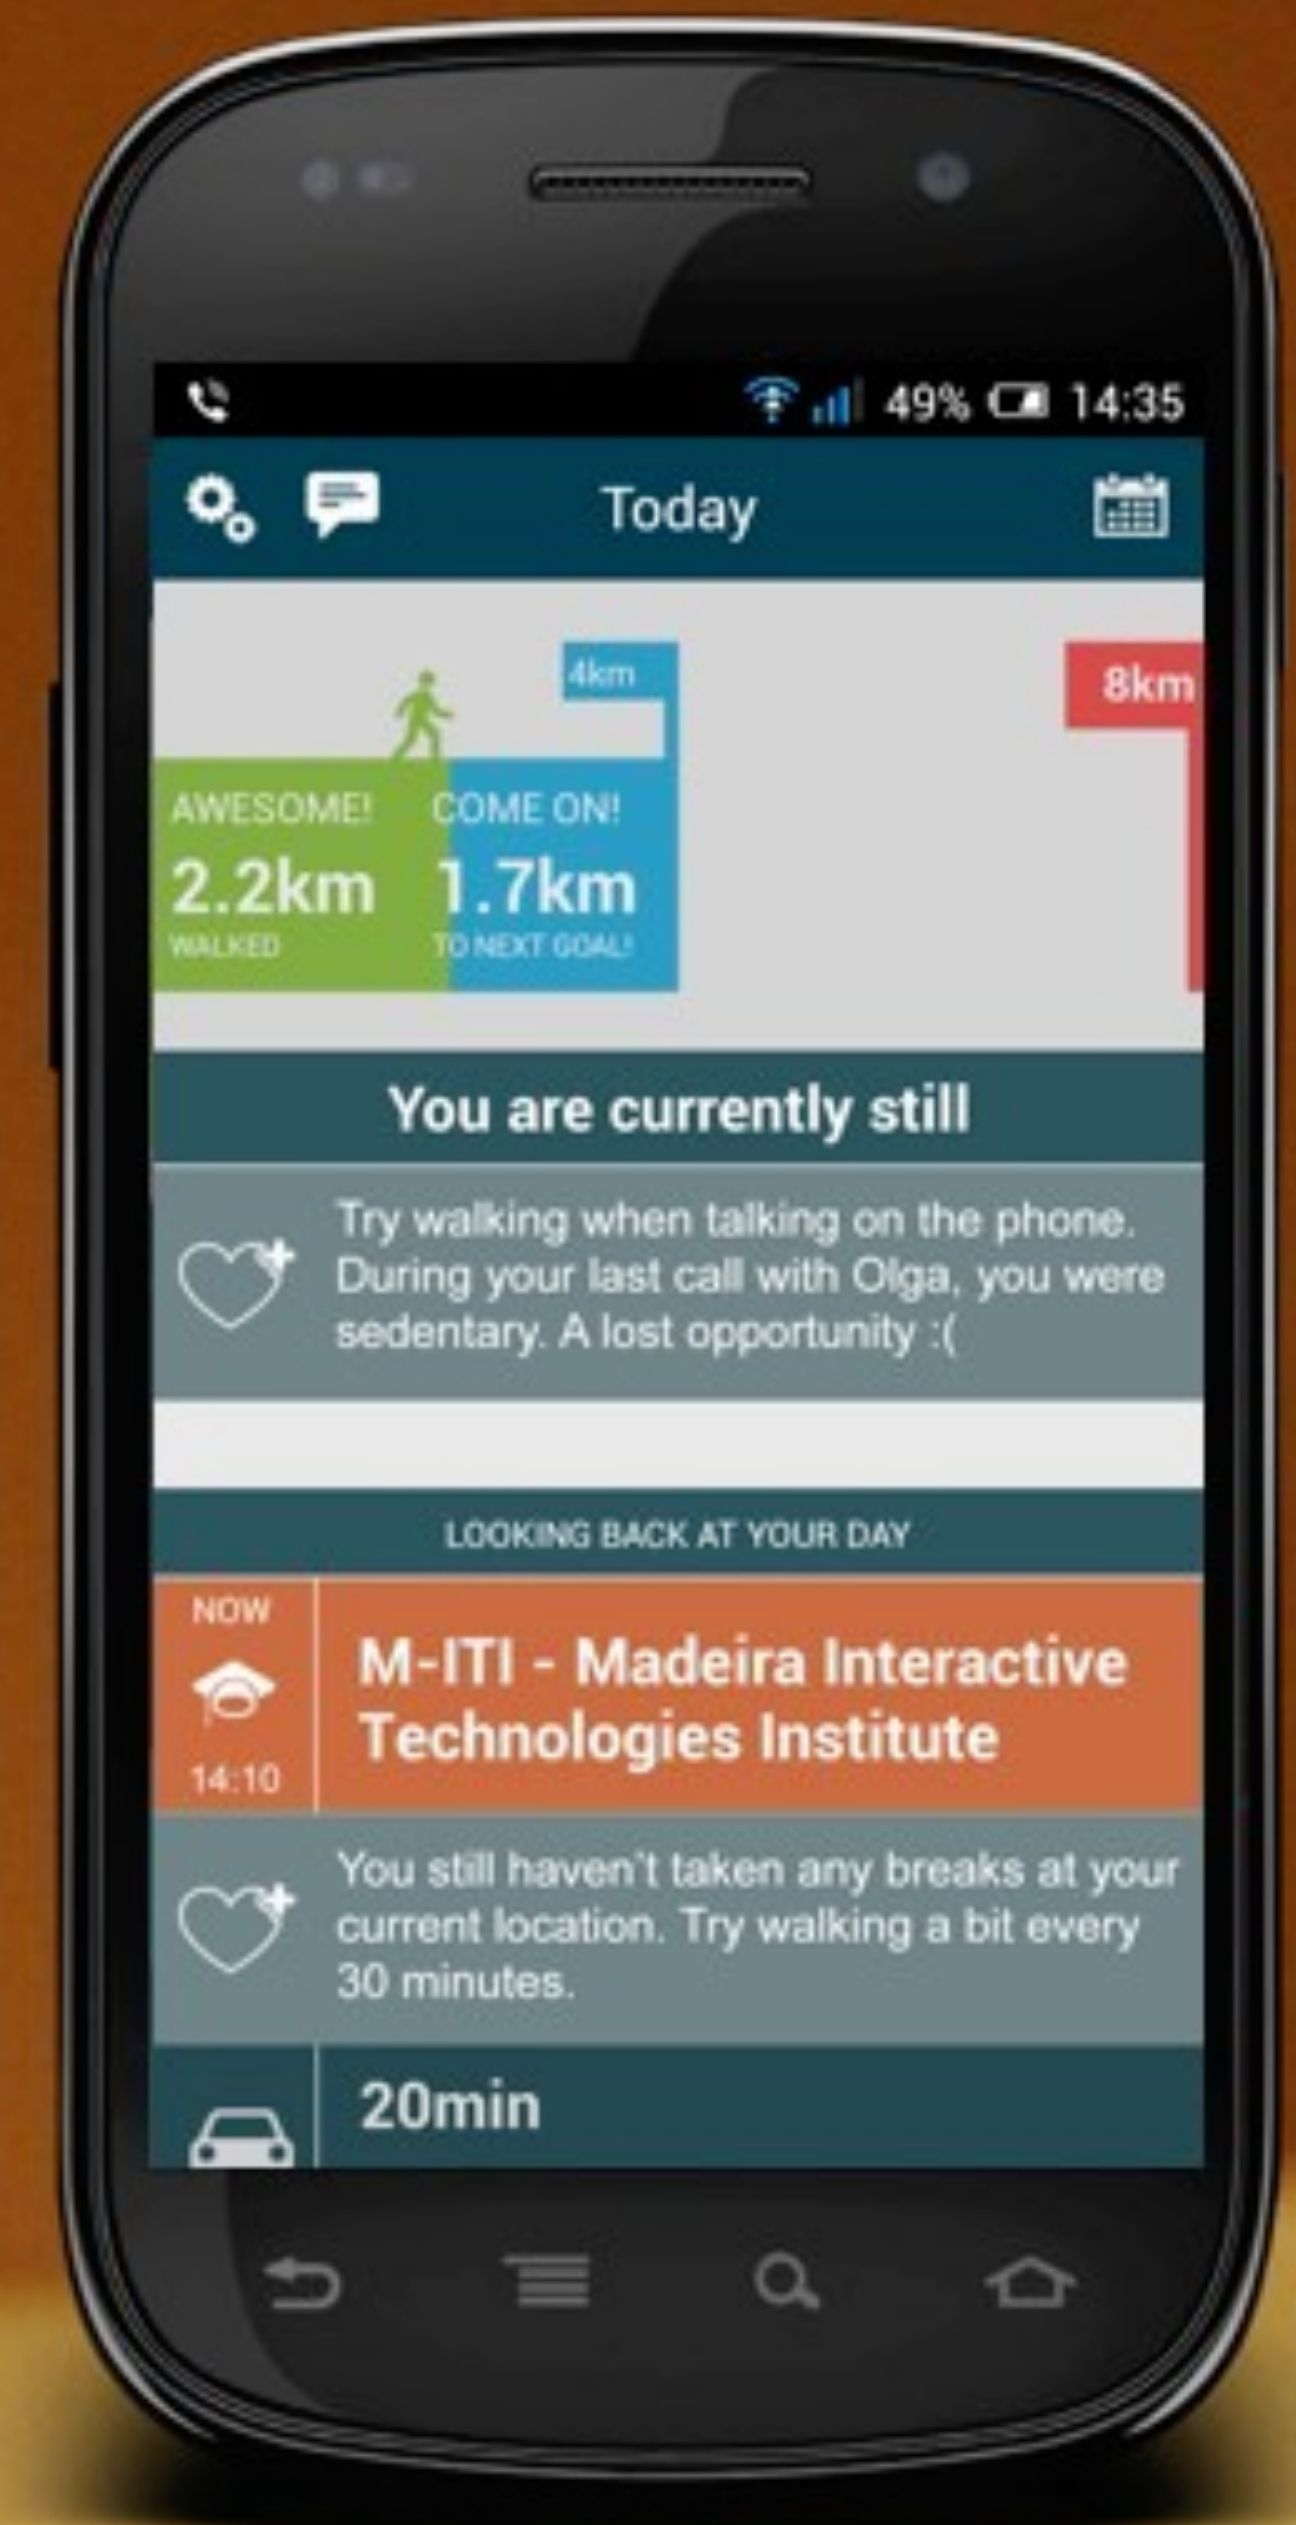 49% 14:35
Today
4km
8km
AWESOME! COME ON!
2.2km 1.7km
WALKED TO NEXT GOAL!
You are currently still
Try walking when talking on the phone.
During your last call with Olga, you were
sedentary. A lost opportunity :(
LOOKING BACK AT YOUR DAY
NOW
14:10
M-ITI - Madeira Interactive
Technologies Institute
You still haven't taken any breaks at your
current location. Try walking a bit every
30 minutes.
20min